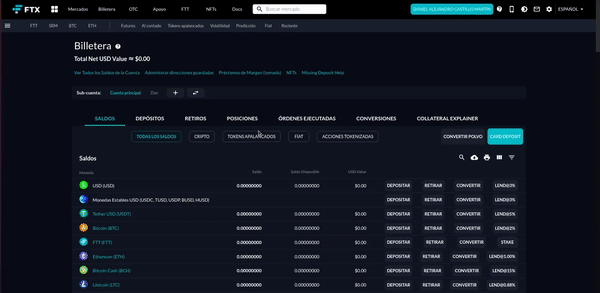 FTX Mercados Billetera OTC Apoyo FTT NFTs Docs Buscar mercado DANIEL ALEJANDRO CASTILLO MARTIN ESPAÑOL
FTT SRM BTC ETH Futuros Al contado Tokens apalancados Volatilidad Predicción Fiat Reciente
Billetera
Total Net USD Value ≈ $0.00
Ver Todos los Saldos de la Cuenta Administrar direcciones guardadas Préstamos de Margen (tomada) NFTs Missing Deposit Help
Sub-cuenta: Cuenta principal
SALDOS DEPÓSITOS RETIROS POSICIONES ÓRDENES EJECUTADAS CONVERSIONES COLLATERAL EXPLAINER
TODAS LOS SALDOS CRIPTO TOKENS APALANCADOS FIAT ACCIONES TOKENIZADAS CONVERTIR POLVO CARD DEPOSIT
Saldos
Moneda Saldo Saldo Disponible USD Value
USD (USD) 0.00000000 0.00000000 $0.00 DEPOSITAR RETIRAR CONVERTIR LEND@3%
Monedas Estables USD (USDC, TUSD, USDP, BUSD, HUSD) 0.00000000 $0.00 DEPOSITAR RETIRAR CONVERTIR LEND@3%
Tether USD (USDT) 0.00000000 0.00000000 $0.00 DEPOSITAR RETIRAR CONVERTIR LEND@5%
Bitcoin (BTC) 0.00000000 0.00000000 $0.00 DEPOSITAR RETIRAR CONVERTIR LEND@2%
FTT (FTT) 0.00000000 0.00000000 $0.00 DEPOSITAR RETIRAR CONVERTIR STAKE
Ethereum (ETH) 0.00000000 0.00000000 $0.00 DEPOSITAR RETIRAR CONVERTIR LEND@1.00%
Bitcoin Cash (BCH) 0.00000000 0.00000000 $0.00 DEPOSITAR RETIRAR CONVERTIR LEND@15%
Litecoin (LTC) 0.00000000 0.00000000 $0.00 DEPOSITAR RETIRAR CONVERTIR LEND@0.88%